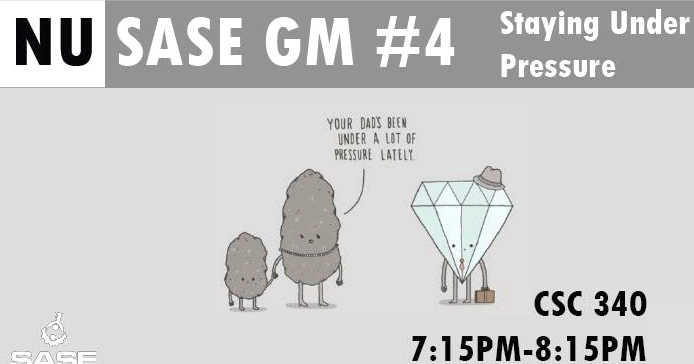 NU SASE GM #4
Staying Under
Pressure
YOUR DAD'S BEEN
UNDER A LOT OF
PRESSURE LATELY.
CSC 340
7:15PM-8:15PM
SASE